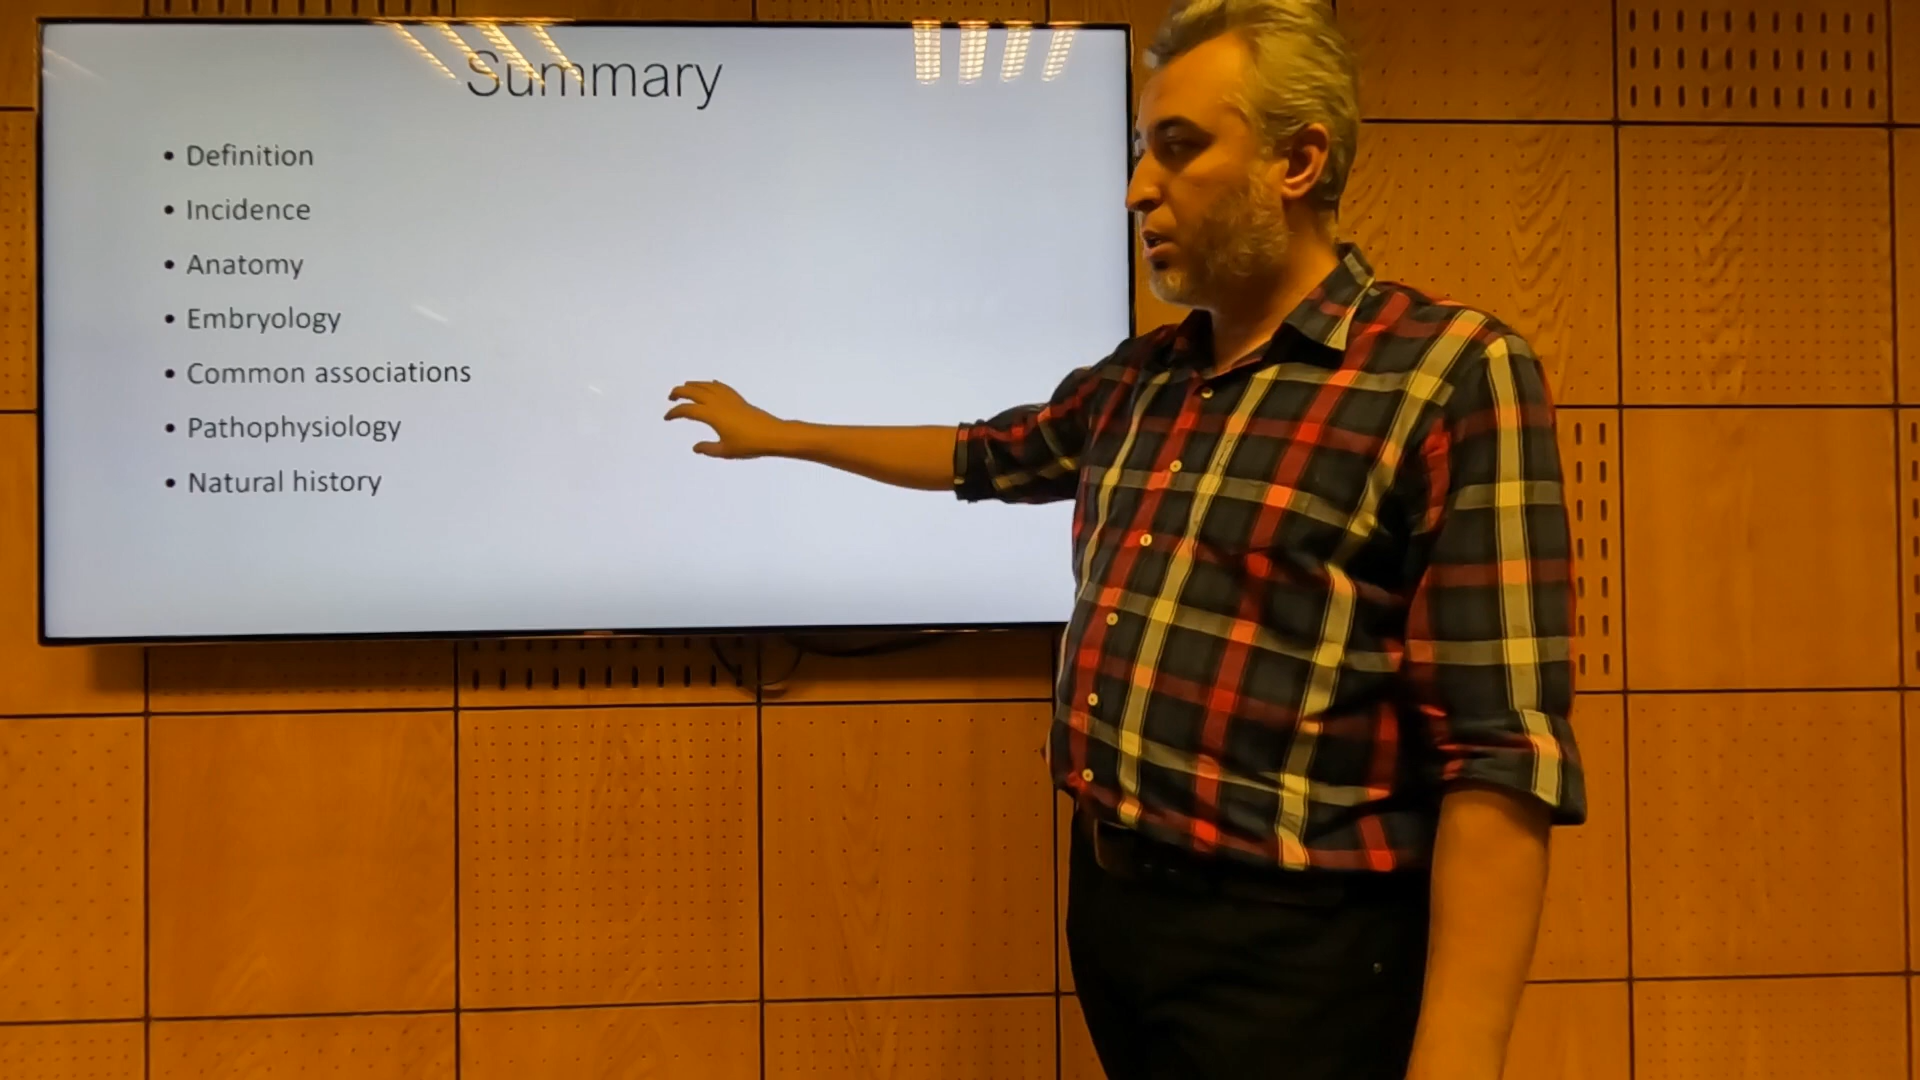 Summary
• Definition
• Incidence
• Anatomy
• Embryology
• Common associations
• Pathophysiology
• Natural history